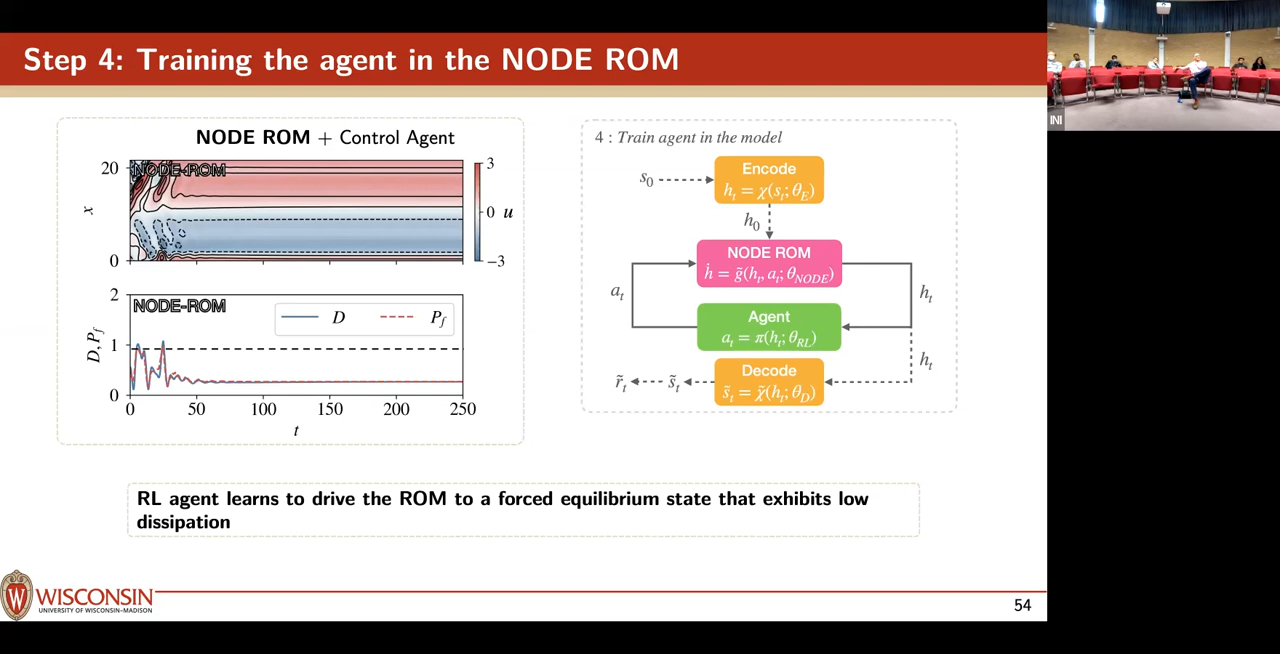 Step 4: Training the agent in the NODE ROM
NODE ROM + Control Agent
NODE-ROM
20
x
0
3
0
−3
u
NODE-ROM
D
P_f
2
1
0
D, P_f
0 50 100 150 200 250
t
4 : Train agent in the model
s_0
Encode
h_t = χ(s_t; θ_E)
h_0
NODE ROM
ḣ = g̃(h_t, a_t; θ_NODE)
a_t
h_t
Agent
a_t = π(h_t; θ_RL)
h_t
Decode
s̃_t = χ̃(h_t; θ_D)
r̃_t
s̃_t
RL agent learns to drive the ROM to a forced equilibrium state that exhibits low
dissipation
W
WISCONSIN
UNIVERSITY OF WISCONSIN–MADISON
54
INI